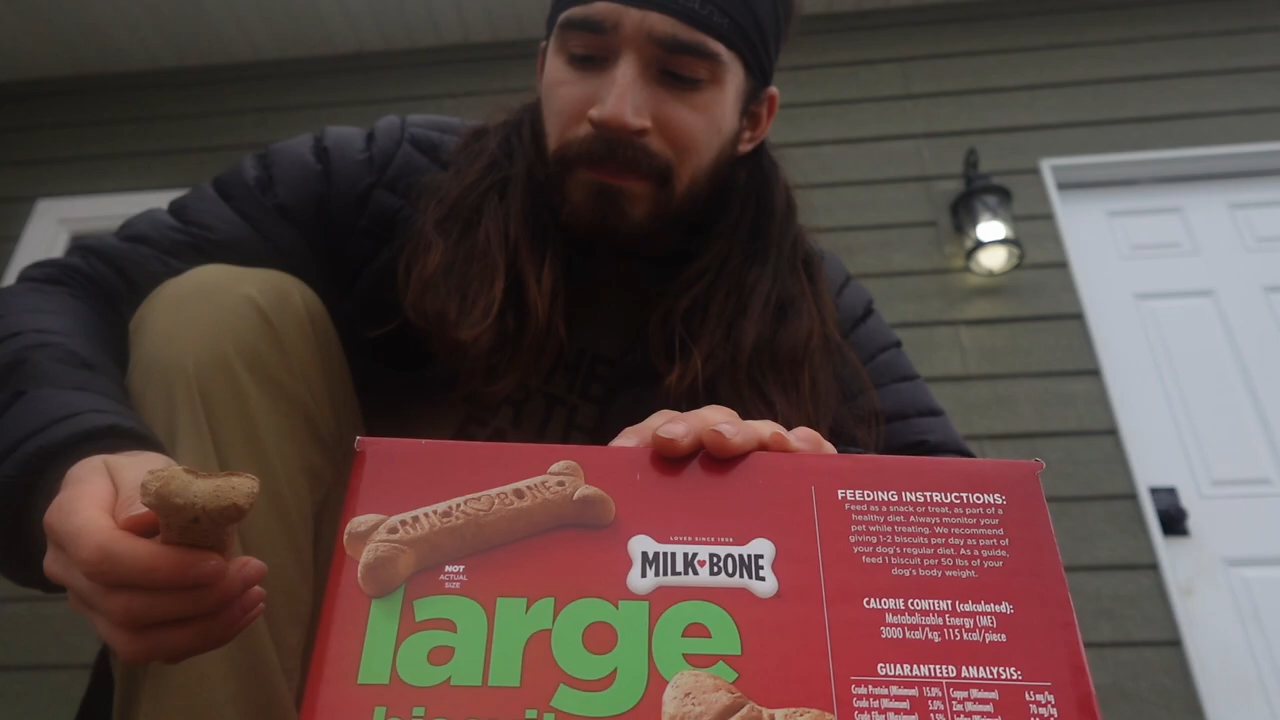 MILK BONE
NOT
ACTUAL
SIZE
LOVED SINCE 1908
MILK BONE
large
FEEDING INSTRUCTIONS:
Feed as a snack or treat, as part of a
healthy diet. Always monitor your
pet while treating. We recommend
giving 1-2 biscuits per day as part of
your dog's regular diet. As a guide,
feed 1 biscuit per 50 lbs of your
dog's body weight.
CALORIE CONTENT (calculated):
Metabolizable Energy (ME)
3000 kcal/kg; 115 kcal/piece
GUARANTEED ANALYSIS:
Crude Protein (Minimum) 15.0% Copper (Minimum) 6.5 mg/kg
Crude Fat (Minimum) 5.0% Zinc (Minimum) 70 mg/kg